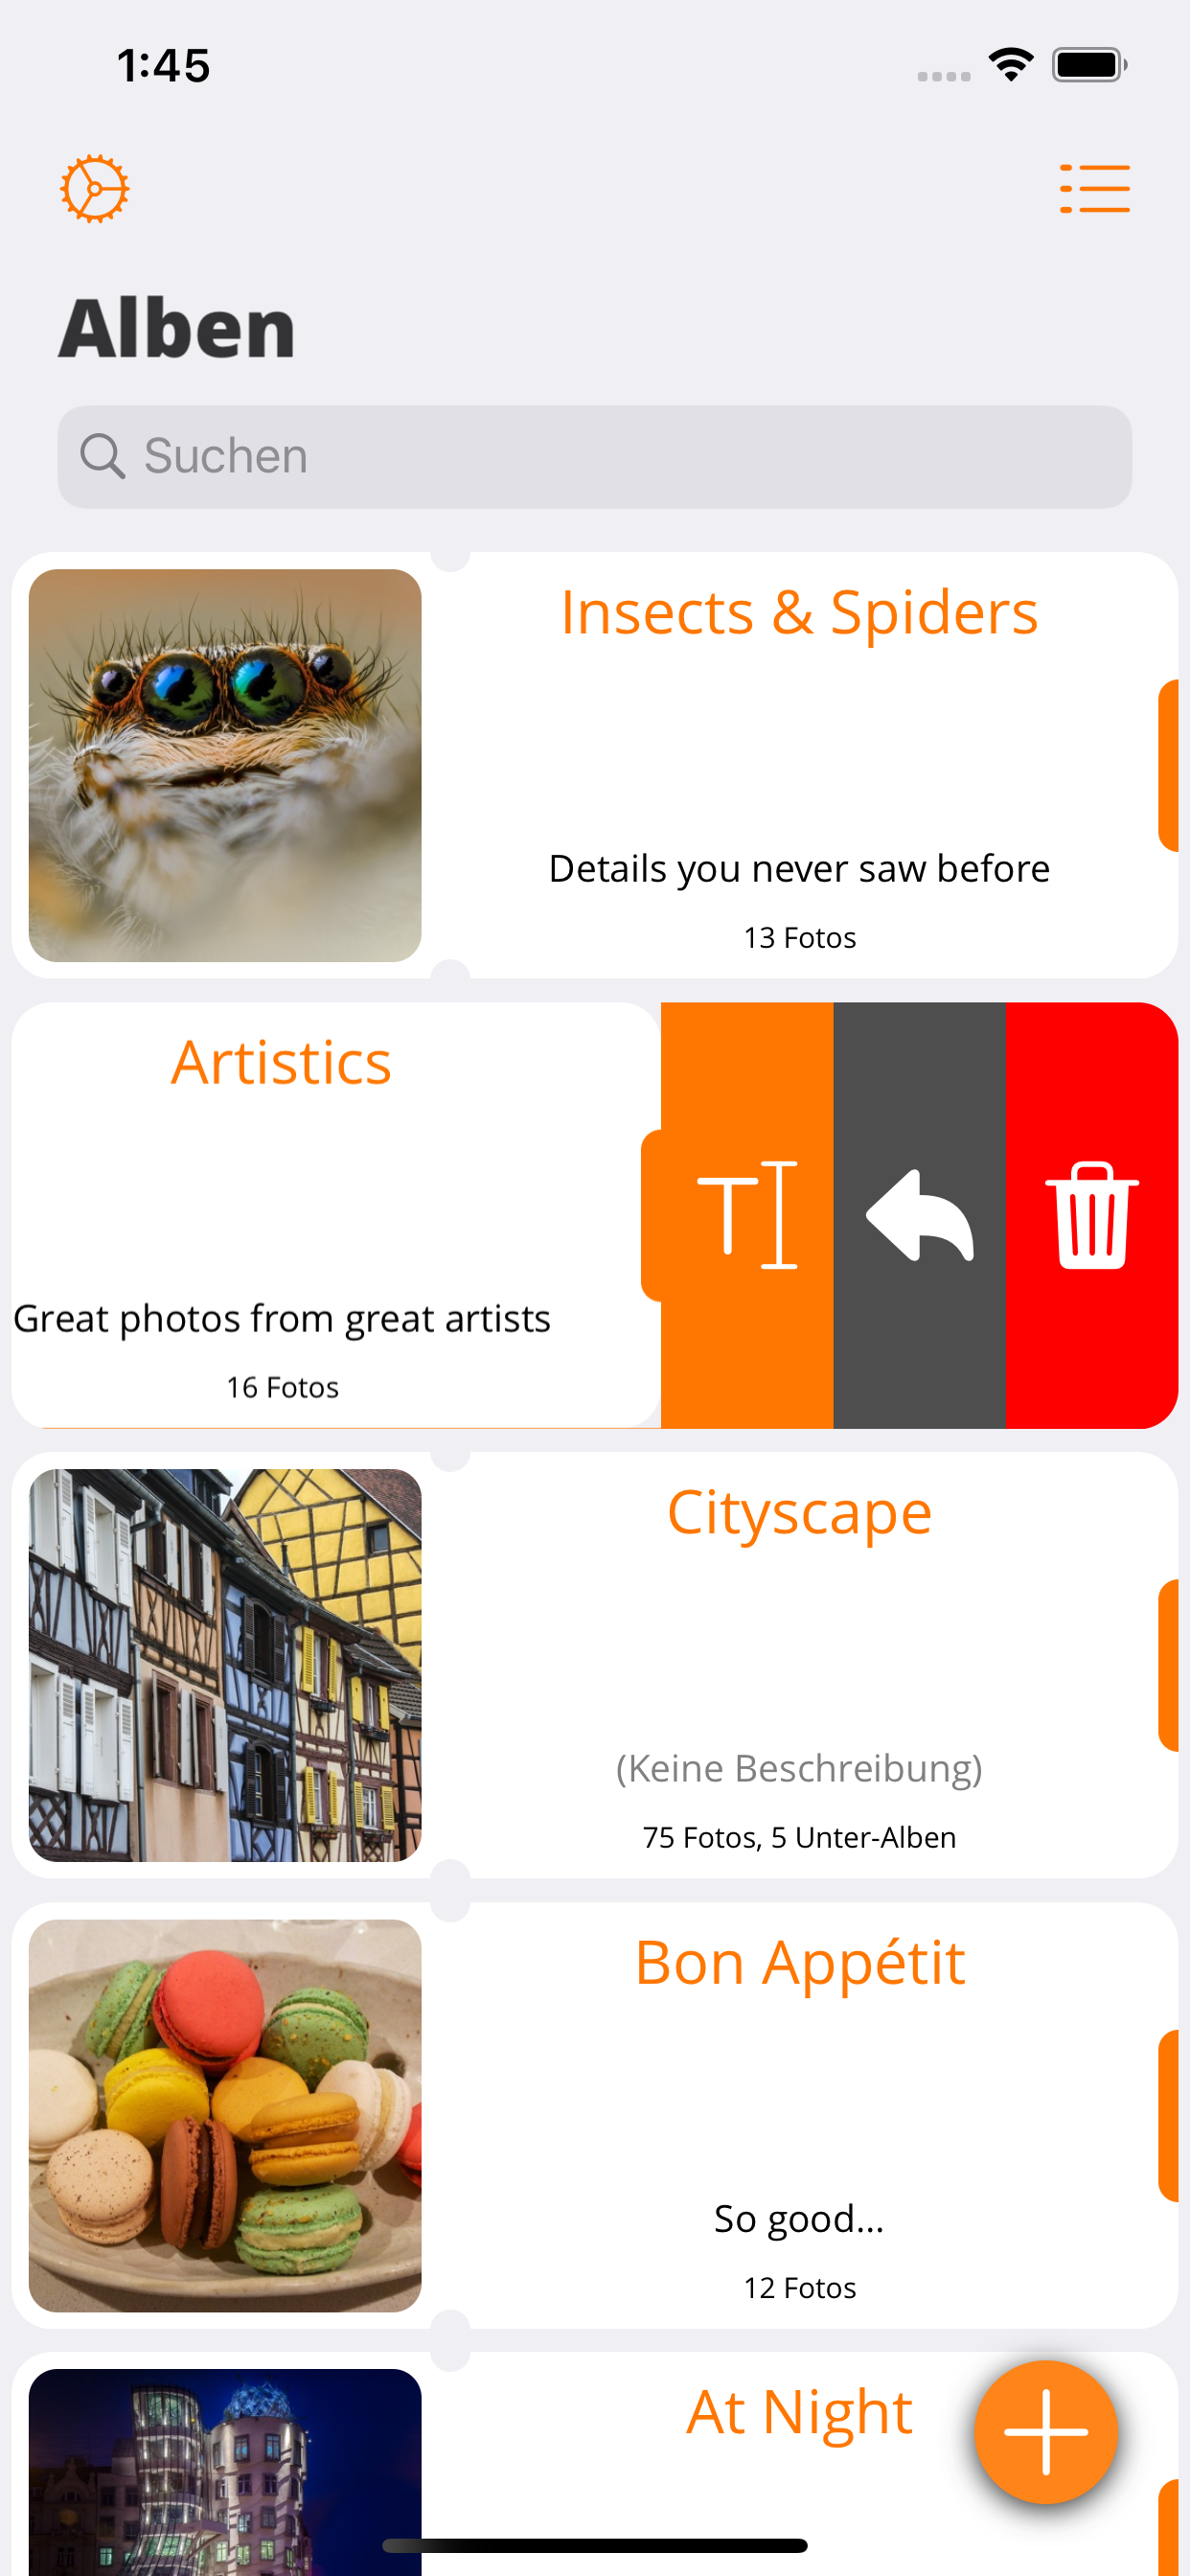 1:45
Alben
Suchen
Insects & Spiders
Details you never saw before
13 Fotos
Artistics
Great photos from great artists
16 Fotos
Cityscape
(Keine Beschreibung)
75 Fotos, 5 Unter-Alben
Bon Appétit
So good...
12 Fotos
At Night